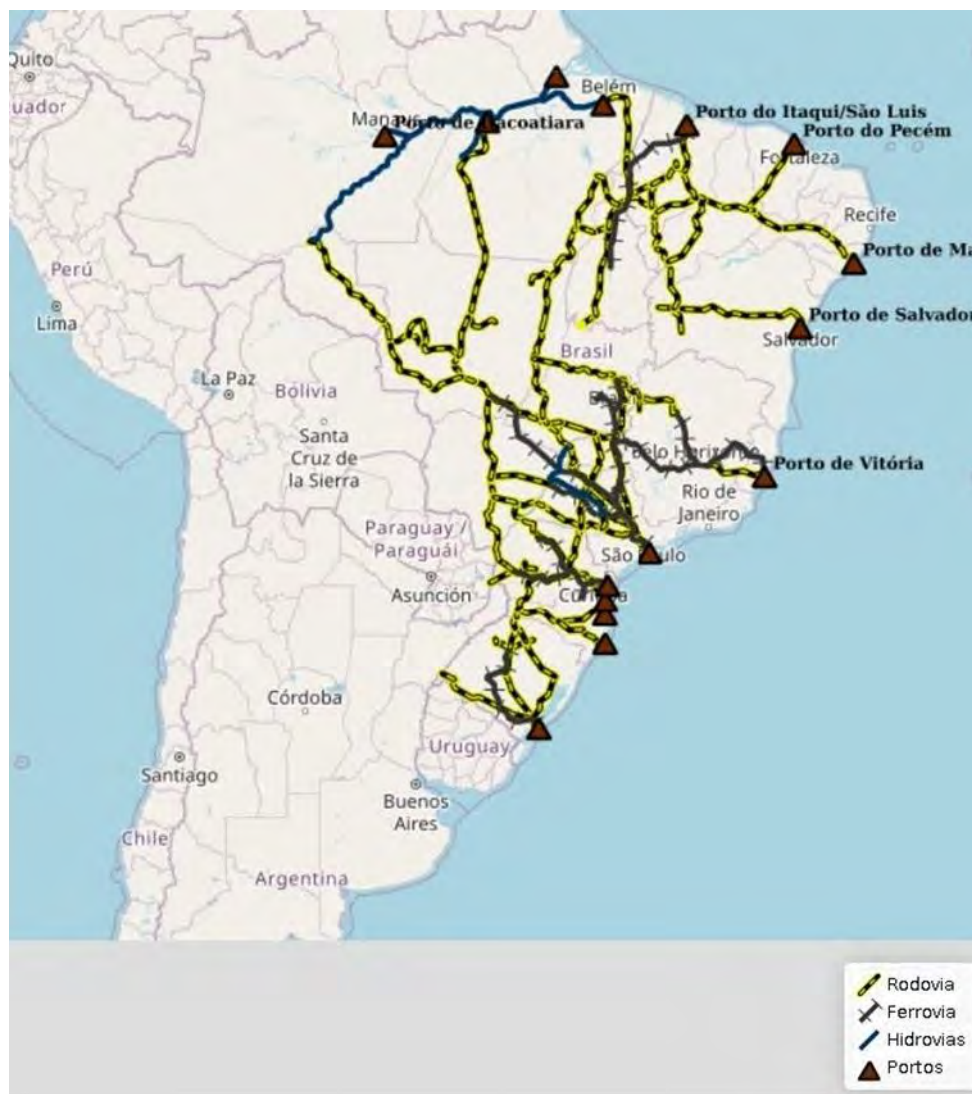 Quito
uador
Belém
Porto do Itaqui/São Luis
Porto de
acoatiara
Porto do Pecém
Fortaleza
Recife
Perú
Porto de Ma
Lima
Porto de Salvador
Salvador
Brasil
La Paz
Bolivia
Santa
Cruz de
la Sierra
Belo Horizonte
Porto de Vitória
Rio de
Janeiro
Paraguay /
Paraguái
São Paulo
Asunción
Córdoba
Uruguay
Santiago
Buenos
Aires
Chile
Argentina
Rodovia
Ferrovia
Hidrovias
Portos